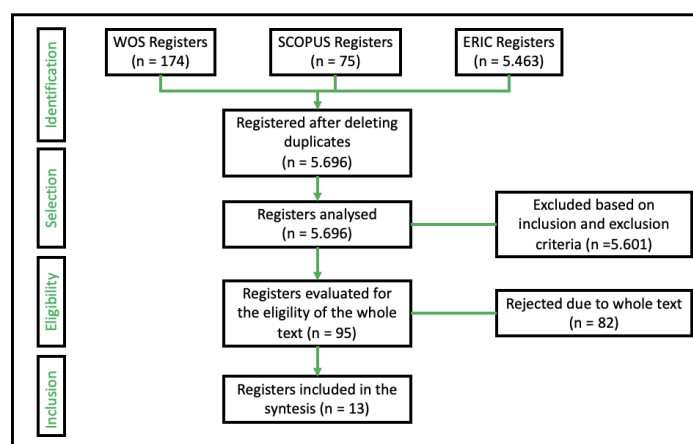 Identification
WOS Registers
(n = 174)
SCOPUS Registers
(n = 75)
ERIC Registers
(n = 5.463)
Registered after deleting
duplicates
(n = 5.696)
Selection
Registers analysed
(n = 5.696)
Excluded based on
inclusion and exclusion
criteria (n =5.601)
Eligibility
Registers evaluated for
the eligility of the whole
text (n = 95)
Rejected due to whole text
(n = 82)
Inclusion
Registers included in the
syntesis (n = 13)